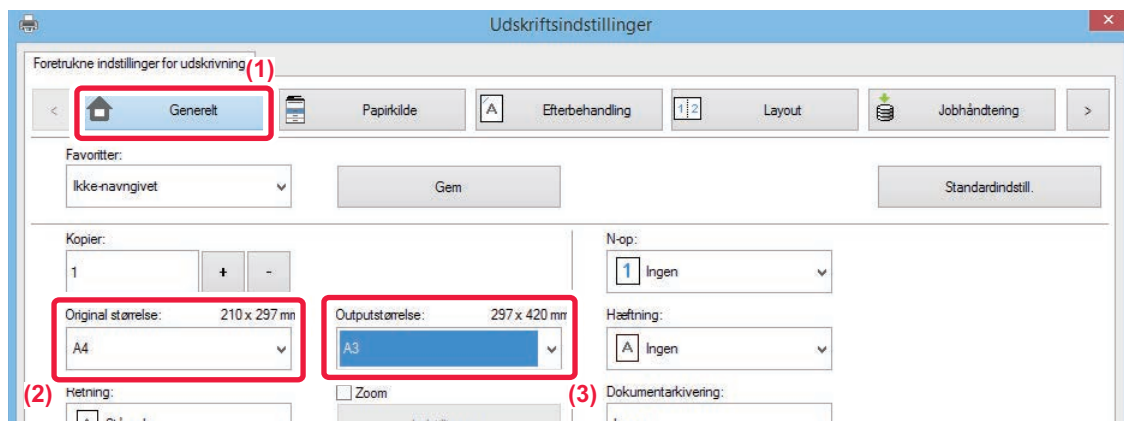 Udskriftsindstillinger
Foretrukne indstillinger for udskrivning
(1)
< Generelt Papirkilde Efterbehandling Layout Jobhåndtering >
Favoritter:
Ikke-navngivet Gem Standardindstill.
Kopier: N-op:
1 + - 1 Ingen
Original størrelse: 210 x 297 mm Outputstørrelse: 297 x 420 mm Hæftning:
A4 A3 A Ingen
(2) Retning: Zoom (3) Dokumentarkivering: